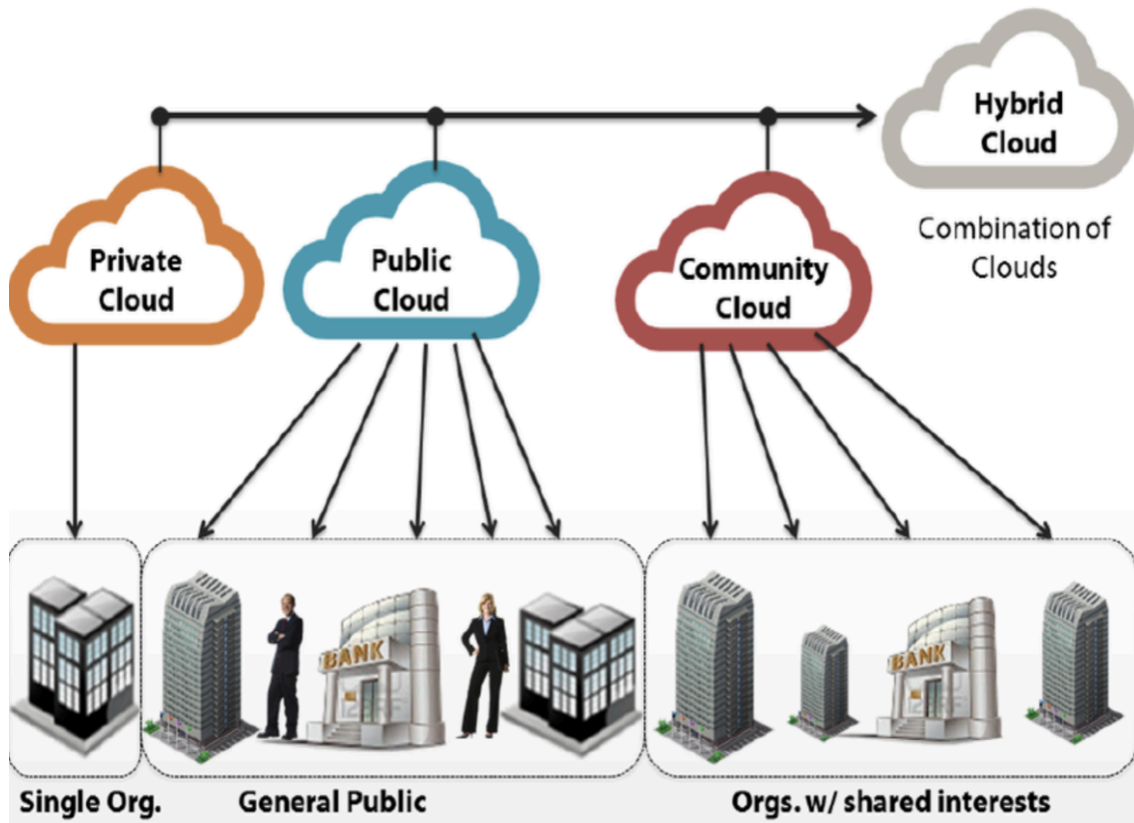 Hybrid
Cloud
Combination of
Clouds
Private
Cloud
Public
Cloud
Community
Cloud
BANK
BANK
Single Org.
General Public
Orgs. w/ shared interests